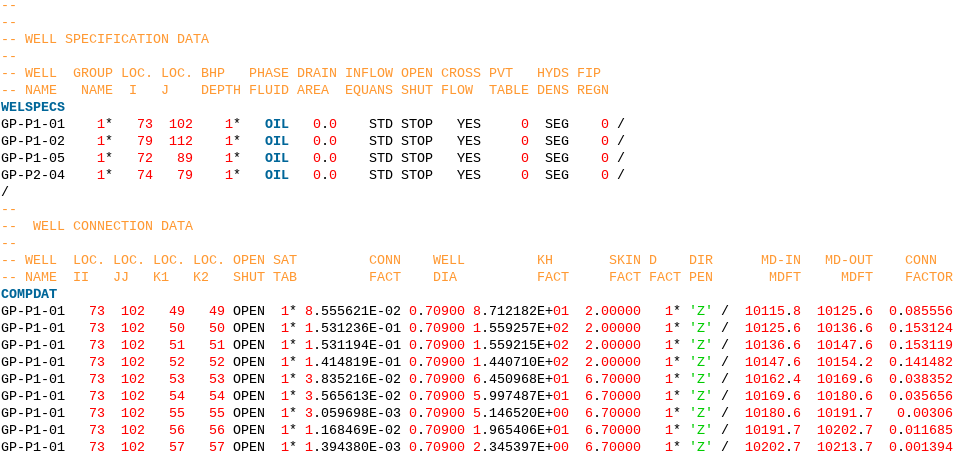 --
--
-- WELL SPECIFICATION DATA
--
-- WELL  GROUP LOC. LOC. BHP   PHASE DRAIN INFLOW OPEN CROSS PVT   HYDS FIP
-- NAME   NAME  I   J    DEPTH FLUID AREA  EQUANS SHUT FLOW  TABLE DENS REGN
WELSPECS
GP-P1-01    1*   73  102    1*   OIL   0.0    STD STOP   YES     0  SEG    0 /
GP-P1-02    1*   79  112    1*   OIL   0.0    STD STOP   YES     0  SEG    0 /
GP-P1-05    1*   72   89    1*   OIL   0.0    STD STOP   YES     0  SEG    0 /
GP-P2-04    1*   74   79    1*   OIL   0.0    STD STOP   YES     0  SEG    0 /
/
--
--  WELL CONNECTION DATA
--
-- WELL  LOC. LOC. LOC. LOC. OPEN SAT         CONN    WELL         KH       SKIN D    DIR      MD-IN   MD-OUT    CONN
-- NAME  II   JJ   K1   K2   SHUT TAB         FACT    DIA          FACT     FACT FACT PEN       MDFT     MDFT    FACTOR
COMPDAT
GP-P1-01   73  102   49   49 OPEN  1* 8.555621E-02 0.70900 8.712182E+01  2.00000   1* 'Z' /  10115.8  10125.6  0.085556
GP-P1-01   73  102   50   50 OPEN  1* 1.531236E-01 0.70900 1.559257E+02  2.00000   1* 'Z' /  10125.6  10136.6  0.153124
GP-P1-01   73  102   51   51 OPEN  1* 1.531194E-01 0.70900 1.559215E+02  2.00000   1* 'Z' /  10136.6  10147.6  0.153119
GP-P1-01   73  102   52   52 OPEN  1* 1.414819E-01 0.70900 1.440710E+02  2.00000   1* 'Z' /  10147.6  10154.2  0.141482
GP-P1-01   73  102   53   53 OPEN  1* 3.835216E-02 0.70900 6.450968E+01  6.70000   1* 'Z' /  10162.4  10169.6  0.038352
GP-P1-01   73  102   54   54 OPEN  1* 3.565613E-02 0.70900 5.997487E+01  6.70000   1* 'Z' /  10169.6  10180.6  0.035656
GP-P1-01   73  102   55   55 OPEN  1* 3.059698E-03 0.70900 5.146520E+00  6.70000   1* 'Z' /  10180.6  10191.7   0.00306
GP-P1-01   73  102   56   56 OPEN  1* 1.168469E-02 0.70900 1.965406E+01  6.70000   1* 'Z' /  10191.7  10202.7  0.011685
GP-P1-01   73  102   57   57 OPEN  1* 1.394380E-03 0.70900 2.345397E+00  6.70000   1* 'Z' /  10202.7  10213.7  0.001394